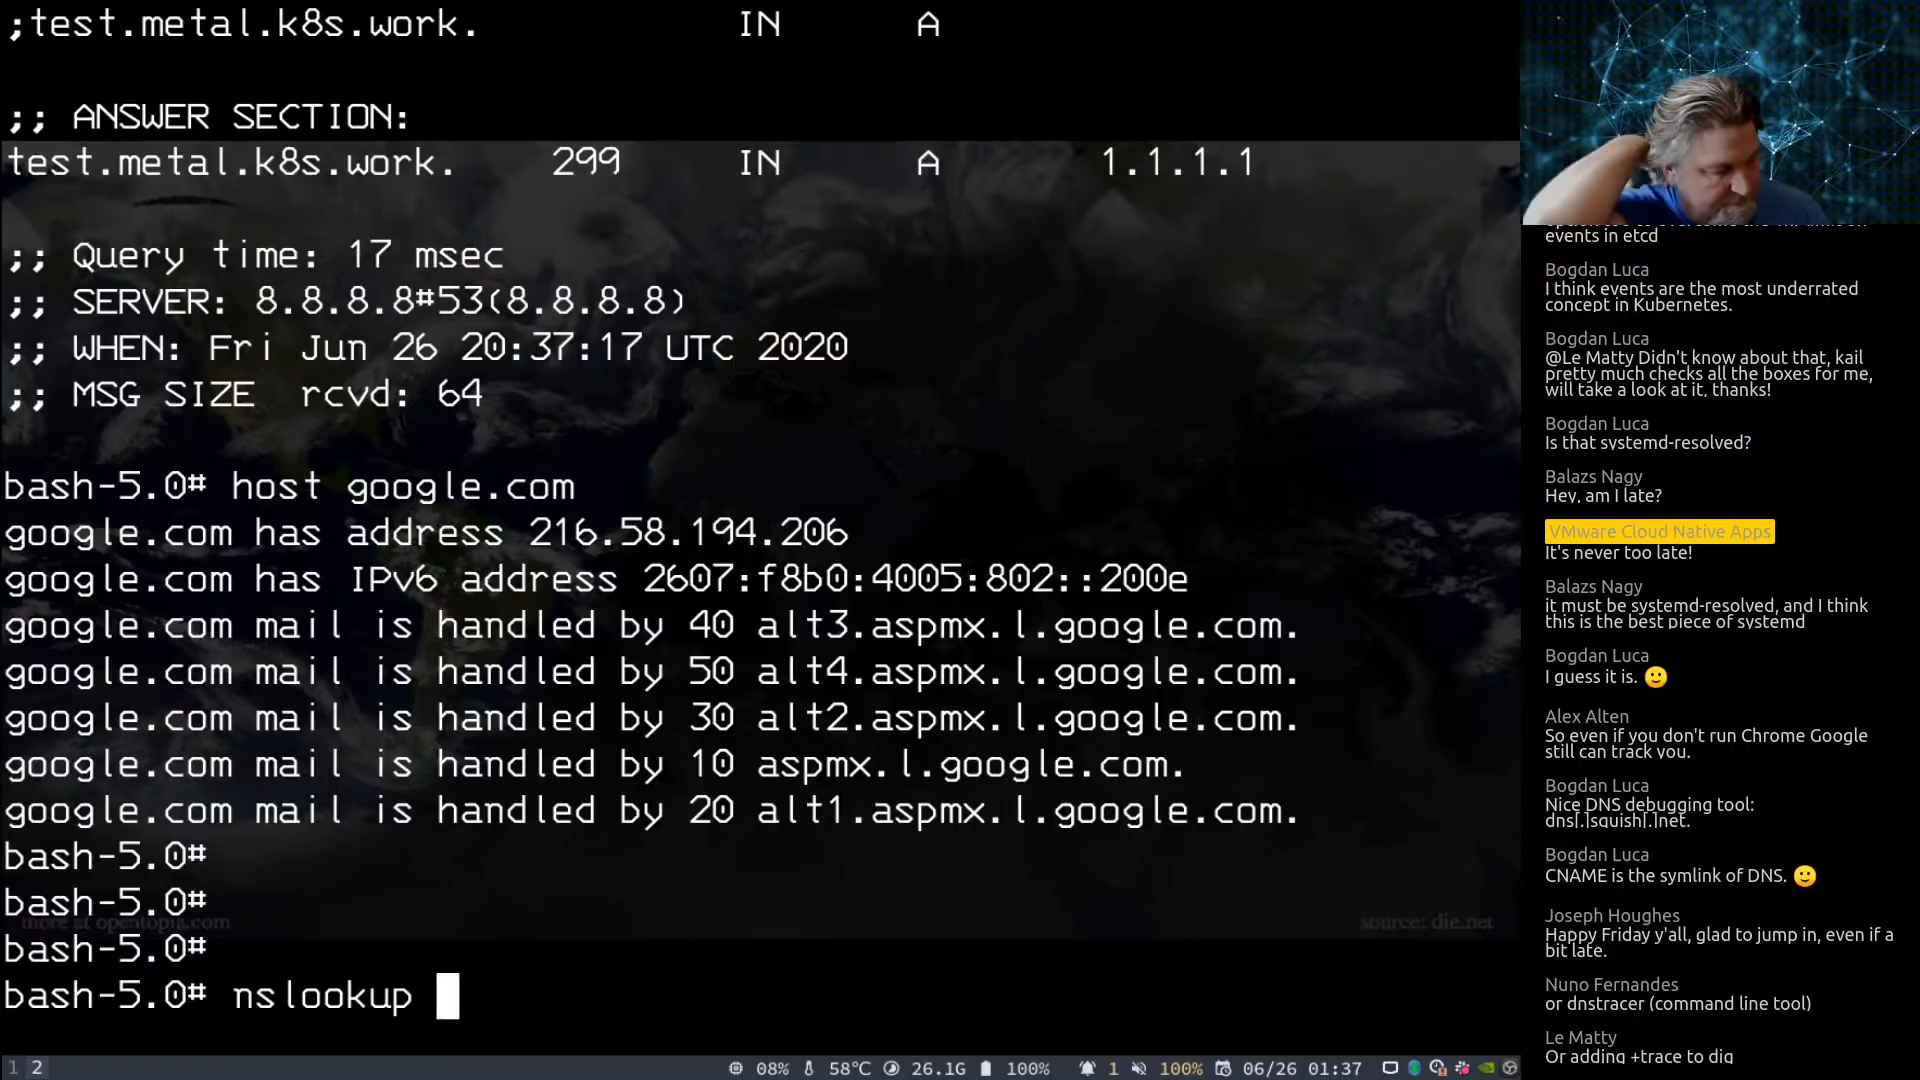 ;test.metal.k8s.work. IN A
;; ANSWER SECTION:
test.metal.k8s.work. 299 IN A 1.1.1.1
;; Query time: 17 msec
;; SERVER: 8.8.8.8#53(8.8.8.8)
;; WHEN: Fri Jun 26 20:37:17 UTC 2020
;; MSG SIZE rcvd: 64
bash-5.0# host google.com
google.com has address 216.58.194.206
google.com has IPv6 address 2607:f8b0:4005:802::200e
google.com mail is handled by 40 alt3.aspmx.l.google.com.
google.com mail is handled by 50 alt4.aspmx.l.google.com.
google.com mail is handled by 30 alt2.aspmx.l.google.com.
google.com mail is handled by 10 aspmx.l.google.com.
google.com mail is handled by 20 alt1.aspmx.l.google.com.
bash-5.0#
bash-5.0#
more at opentopia.com source: die.net
bash-5.0#
bash-5.0# nslookup
1 2 08% 58°C 26.1G 100% 1 100% 06/26 01:37
events in etcd
Bogdan Luca
I think events are the most underrated
concept in Kubernetes.
Bogdan Luca
@Le Matty Didn't know about that, kail
pretty much checks all the boxes for me,
will take a look at it, thanks!
Bogdan Luca
Is that systemd-resolved?
Balazs Nagy
Hey, am I late?
VMware Cloud Native Apps
It's never too late!
Balazs Nagy
it must be systemd-resolved, and I think
this is the best piece of systemd
Bogdan Luca
I guess it is. 🙂
Alex Alten
So even if you don't run Chrome Google
still can track you.
Bogdan Luca
Nice DNS debugging tool:
dns[.]squish[.]net.
Bogdan Luca
CNAME is the symlink of DNS. 🙂
Joseph Houghes
Happy Friday y'all, glad to jump in, even if a
bit late.
Nuno Fernandes
or dnstracer (command line tool)
Le Matty
Or adding +trace to dig